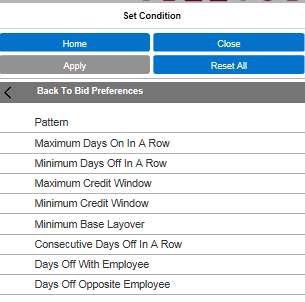 Set Condition
Home Close
Apply Reset All
Back To Bid Preferences
Pattern
Maximum Days On In A Row
Minimum Days Off In A Row
Maximum Credit Window
Minimum Credit Window
Minimum Base Layover
Consecutive Days Off In A Row
Days Off With Employee
Days Off Opposite Employee